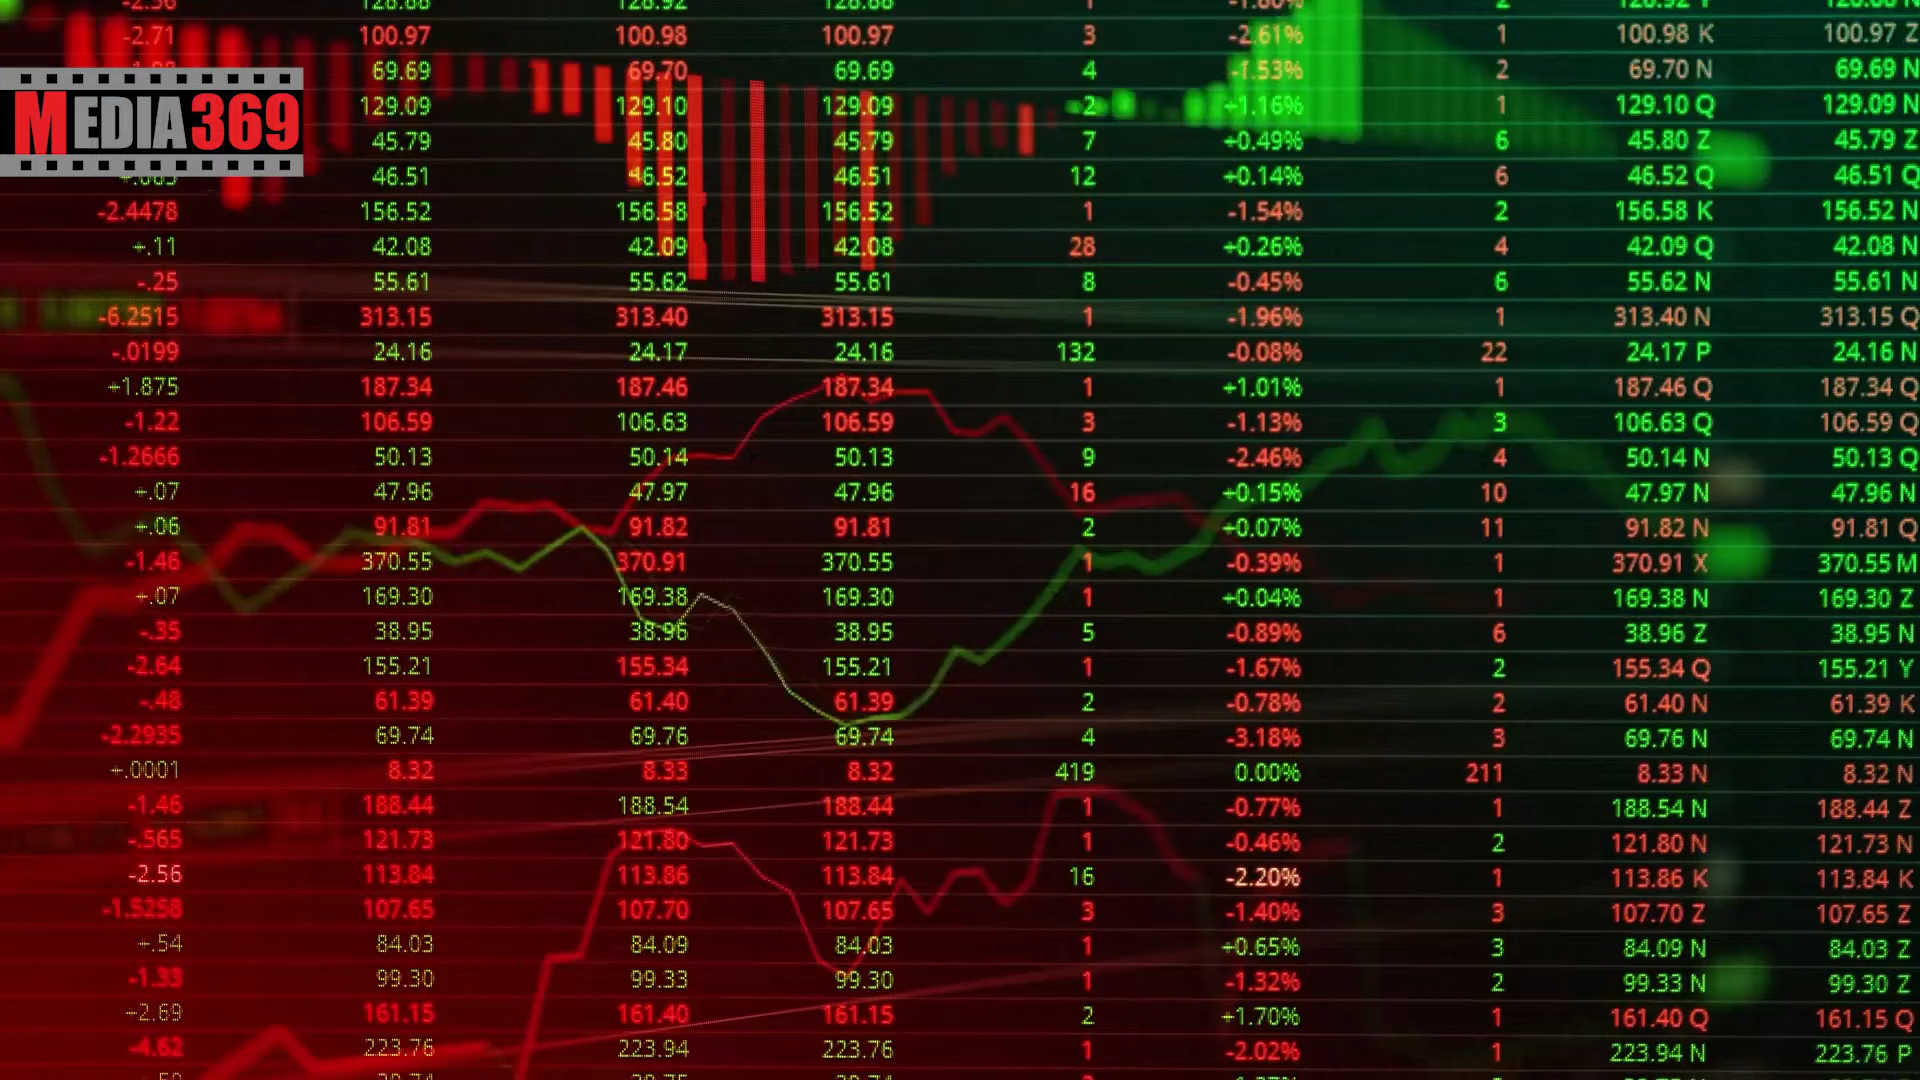 -2.56 128.88 128.92 128.88 1 -1.80% 2 128.92 128.88 N
-2.71 100.97 100.98 100.97 3 -2.61% 1 100.98 K 100.97 Z
69.69 69.70 69.69 4 -1.53% 2 69.70 N 69.69 N
MEDIA369
129.09 129.10 129.09 -2 +1.16% 1 129.10 Q 129.09 N
45.79 45.80 45.79 7 +0.49% 6 45.80 Z 45.79 Z
46.51 46.52 46.51 12 +0.14% 6 46.52 Q 46.51 Q
-2.4478 156.52 156.58 156.52 1 -1.54% 2 156.58 K 156.52 N
+.11 42.08 42.09 42.08 28 +0.26% 4 42.09 Q 42.08 N
-.25 55.61 55.62 55.61 8 -0.45% 6 55.62 N 55.61 N
-6.2515 313.15 313.40 313.15 1 -1.96% 1 313.40 N 313.15 Q
-.0199 24.16 24.17 24.16 132 -0.08% 22 24.17 P 24.16 N
+1.875 187.34 187.46 187.34 1 +1.01% 1 187.46 Q 187.34 Q
-1.22 106.59 106.63 106.59 3 -1.13% 3 106.63 Q 106.59 Q
-1.2666 50.13 50.14 50.13 9 -2.46% 4 50.14 N 50.13 Q
+.07 47.96 47.97 47.96 16 +0.15% 10 47.97 N 47.96 N
+.06 91.81 91.82 91.81 2 +0.07% 11 91.82 N 91.81 Q
-1.46 370.55 370.91 370.55 1 -0.39% 1 370.91 X 370.55 M
+.07 169.30 169.38 169.30 1 +0.04% 1 169.38 N 169.30 Z
-.35 38.95 38.96 38.95 5 -0.89% 6 38.96 Z 38.95 N
-2.64 155.21 155.34 155.21 1 -1.67% 2 155.34 Q 155.21 Y
-.48 61.39 61.40 61.39 2 -0.78% 2 61.40 N 61.39 K
-2.2935 69.74 69.76 69.74 4 -3.18% 3 69.76 N 69.74 N
+.0001 8.32 8.33 8.32 419 0.00% 211 8.33 N 8.32 N
-1.46 188.44 188.54 188.44 1 -0.77% 1 188.54 N 188.44 Z
-.565 121.73 121.80 121.73 1 -0.46% 2 121.80 N 121.73 N
-2.56 113.84 113.86 113.84 16 -2.20% 1 113.86 K 113.84 K
-1.5258 107.65 107.70 107.65 3 -1.40% 3 107.70 Z 107.65 Z
+.54 84.03 84.09 84.03 1 +0.65% 3 84.09 N 84.03 Z
-1.33 99.30 99.33 99.30 1 -1.32% 2 99.33 N 99.30 Z
+2.69 161.15 161.40 161.15 2 +1.70% 1 161.40 Q 161.15 Q
-4.62 223.76 223.94 223.76 1 -2.02% 1 223.94 N 223.76 P